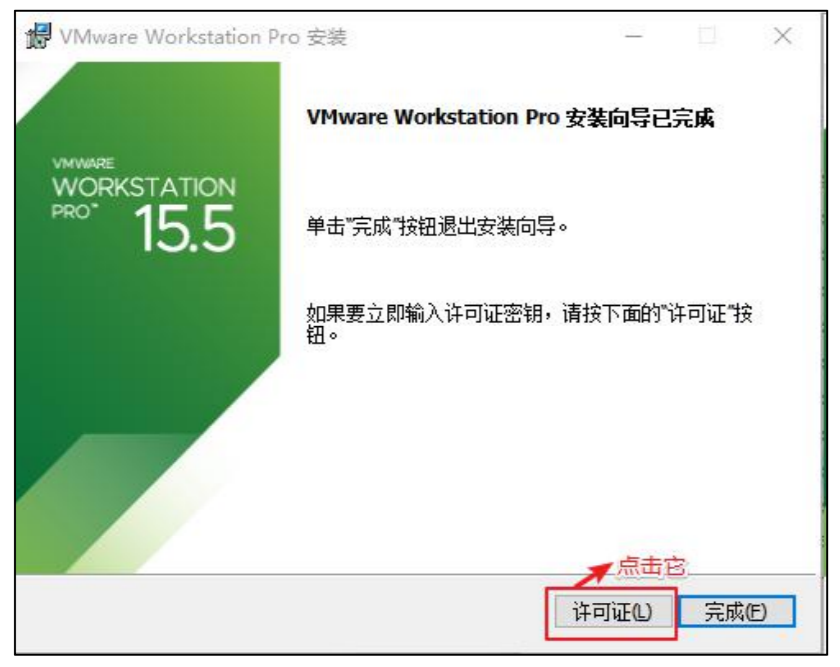 VMware Workstation Pro 安装
VMware Workstation Pro 安装向导已完成
VMWARE
WORKSTATION
PRO™ 15.5
单击"完成"按钮退出安装向导。
如果要立即输入许可证密钥，请按下面的"许可证"按
钮。
点击它
许可证(L) 完成(F)